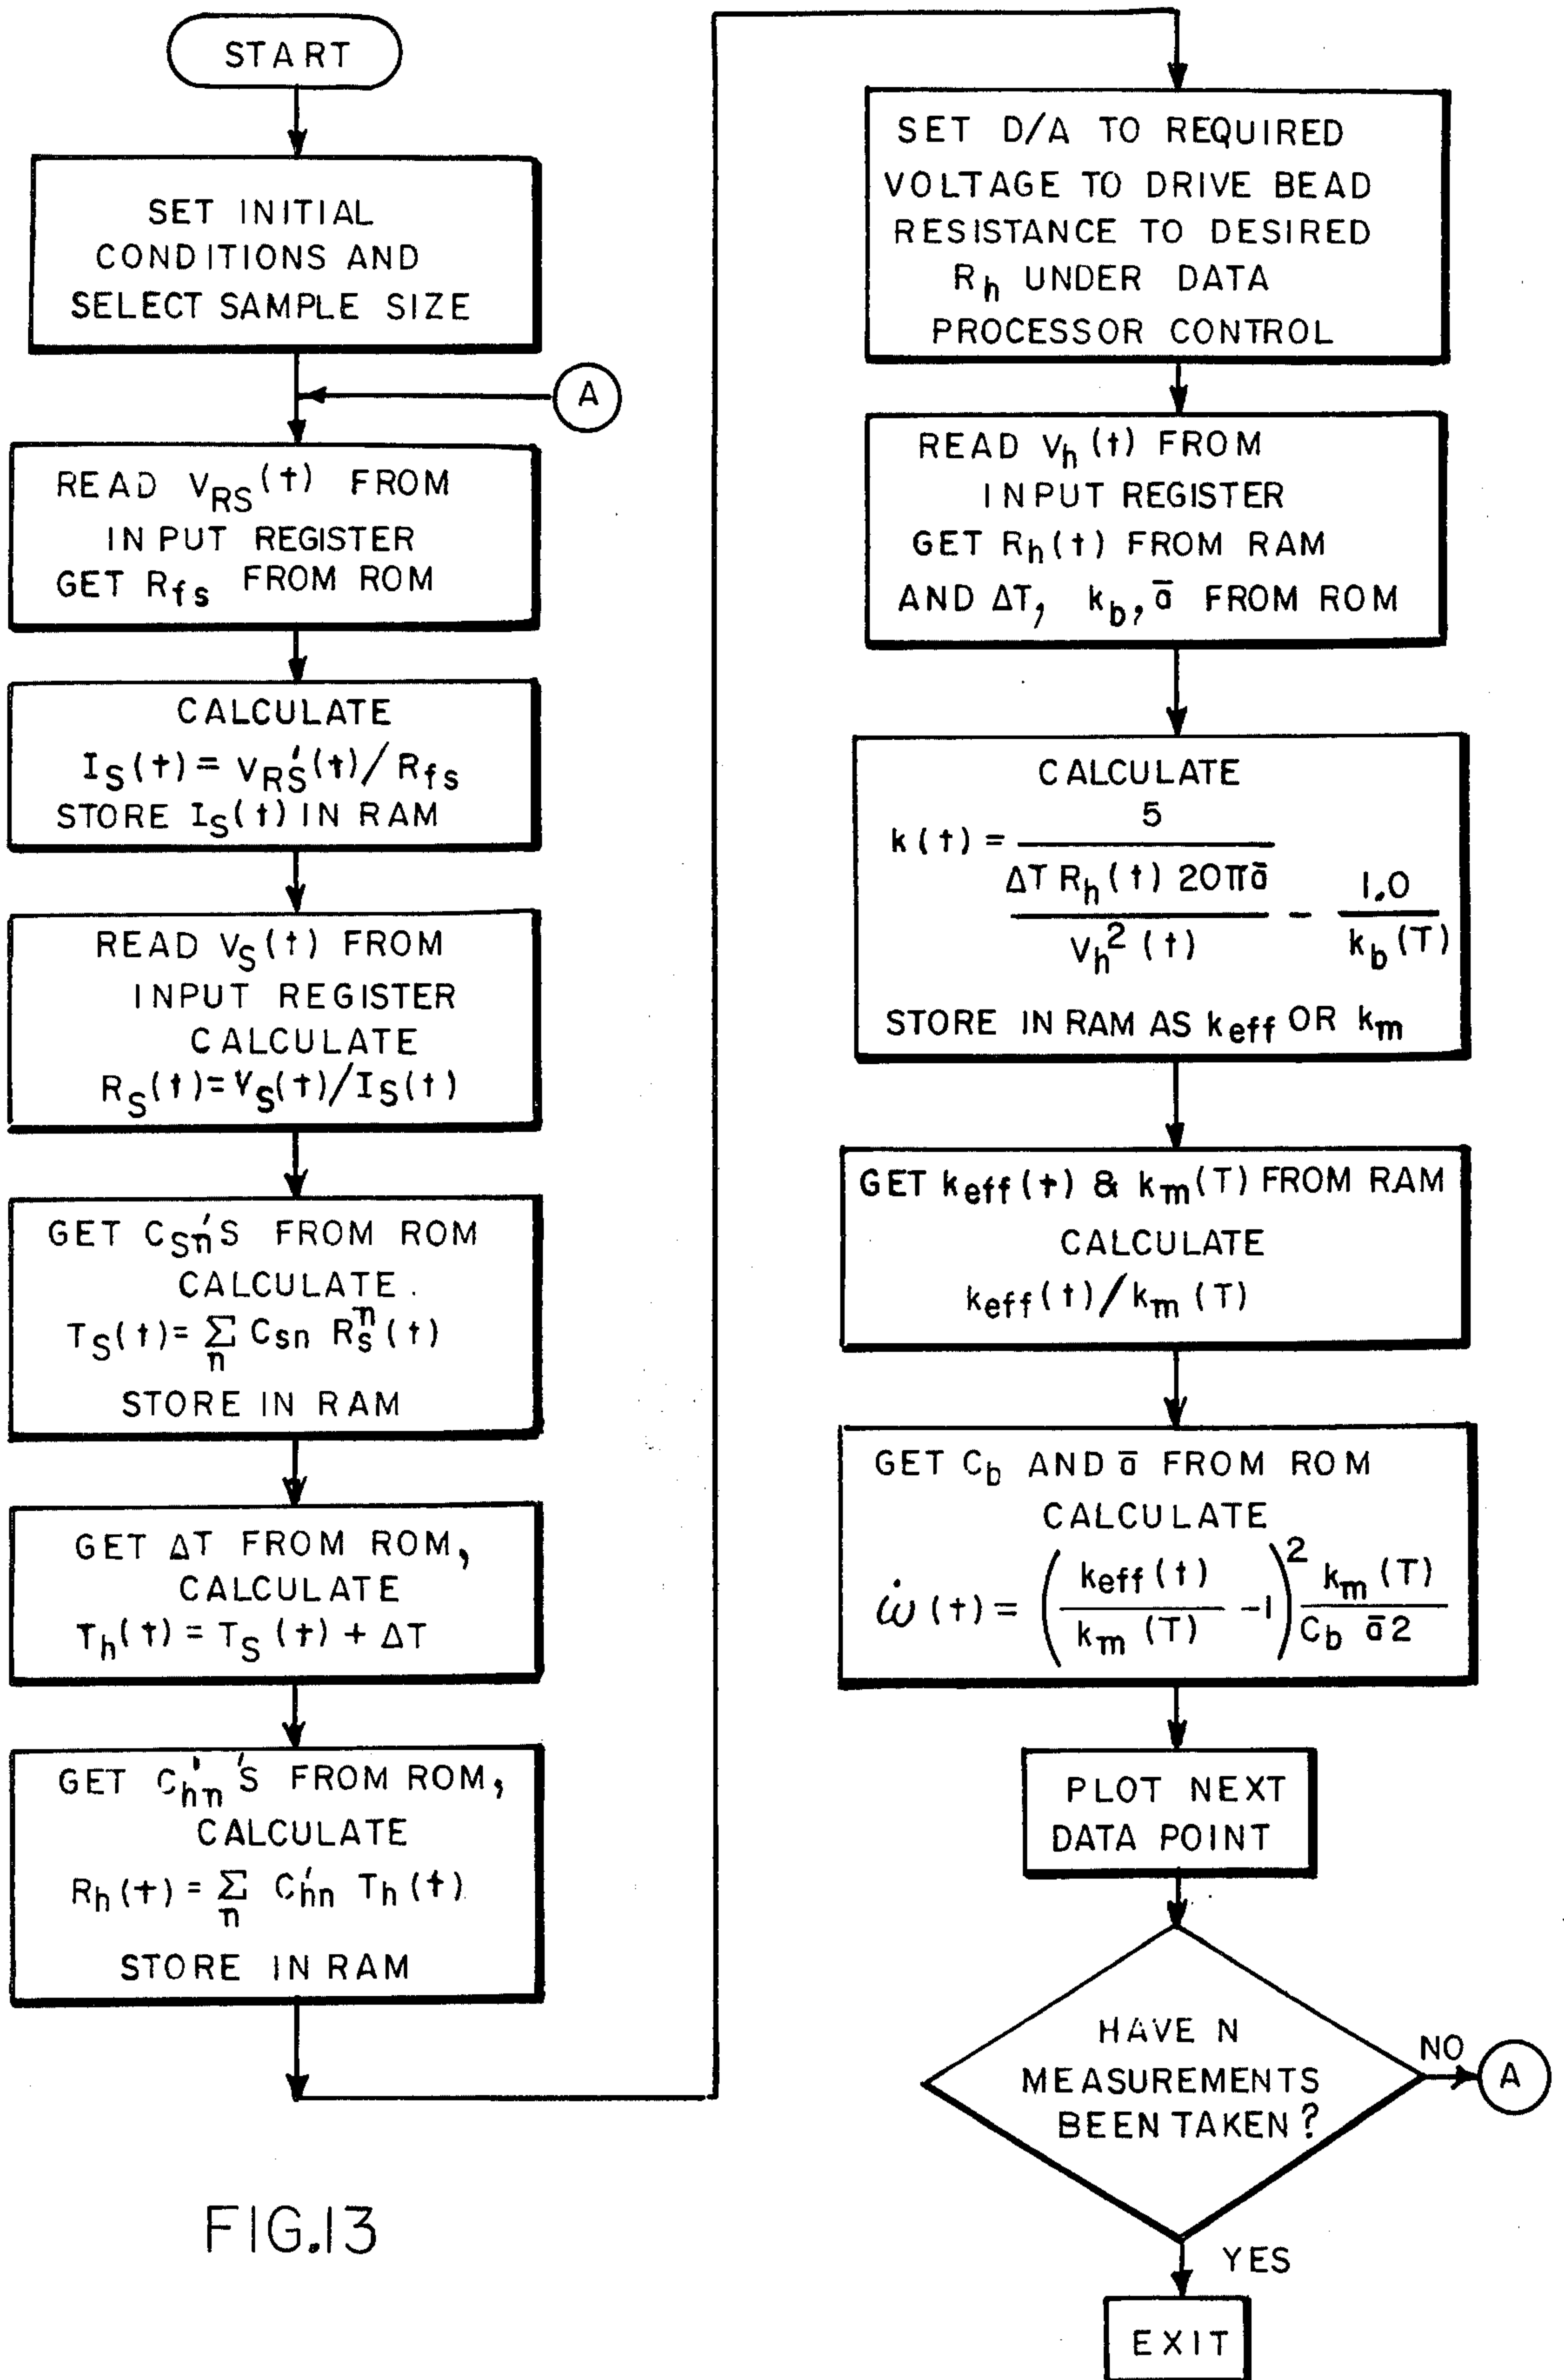 START
SET INITIAL
CONDITIONS AND
SELECT SAMPLE SIZE
A
READ V_RS(t) FROM
INPUT REGISTER
GET R_fs FROM ROM
CALCULATE
I_S(t) = V_RS'(t)/R_fs
STORE I_S(t) IN RAM
READ V_S(t) FROM
INPUT REGISTER
CALCULATE
R_S(t)=V_S(t)/I_S(t)
GET C_Sn'S FROM ROM
CALCULATE.
T_S(t)= Σ_n C_sn R_s^n(t)
STORE IN RAM
GET ΔT FROM ROM,
CALCULATE
T_h(t) = T_S(t) + ΔT
GET C'_hn'S FROM ROM,
CALCULATE
R_h(t) = Σ_n C'_hn T_h(t)
STORE IN RAM
SET D/A TO REQUIRED
VOLTAGE TO DRIVE BEAD
RESISTANCE TO DESIRED
R_h UNDER DATA
PROCESSOR CONTROL
READ V_h(t) FROM
INPUT REGISTER
GET R_h(t) FROM RAM
AND ΔT, k_b, ā FROM ROM
CALCULATE
5
k(t) =
ΔT R_h(t) 20πā
1.0
−
V_h²(t)
k_b(T)
STORE IN RAM AS k_eff OR k_m
GET k_eff(t) & k_m(T) FROM RAM
CALCULATE
k_eff(t)/k_m(T)
GET C_b AND ā FROM ROM
CALCULATE
ω̇(t) = (k_eff(t)/k_m(T) -1)² k_m(T)/C_b ā2
PLOT NEXT
DATA POINT
HAVE N
MEASUREMENTS
BEEN TAKEN?
NO
A
YES
EXIT
FIG.13